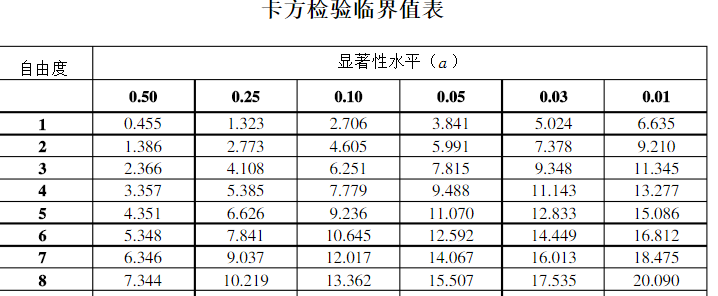 卡方检验临界值表
自由度 显著性水平（a）
0.50 0.25 0.10 0.05 0.03 0.01
1 0.455 1.323 2.706 3.841 5.024 6.635
2 1.386 2.773 4.605 5.991 7.378 9.210
3 2.366 4.108 6.251 7.815 9.348 11.345
4 3.357 5.385 7.779 9.488 11.143 13.277
5 4.351 6.626 9.236 11.070 12.833 15.086
6 5.348 7.841 10.645 12.592 14.449 16.812
7 6.346 9.037 12.017 14.067 16.013 18.475
8 7.344 10.219 13.362 15.507 17.535 20.090